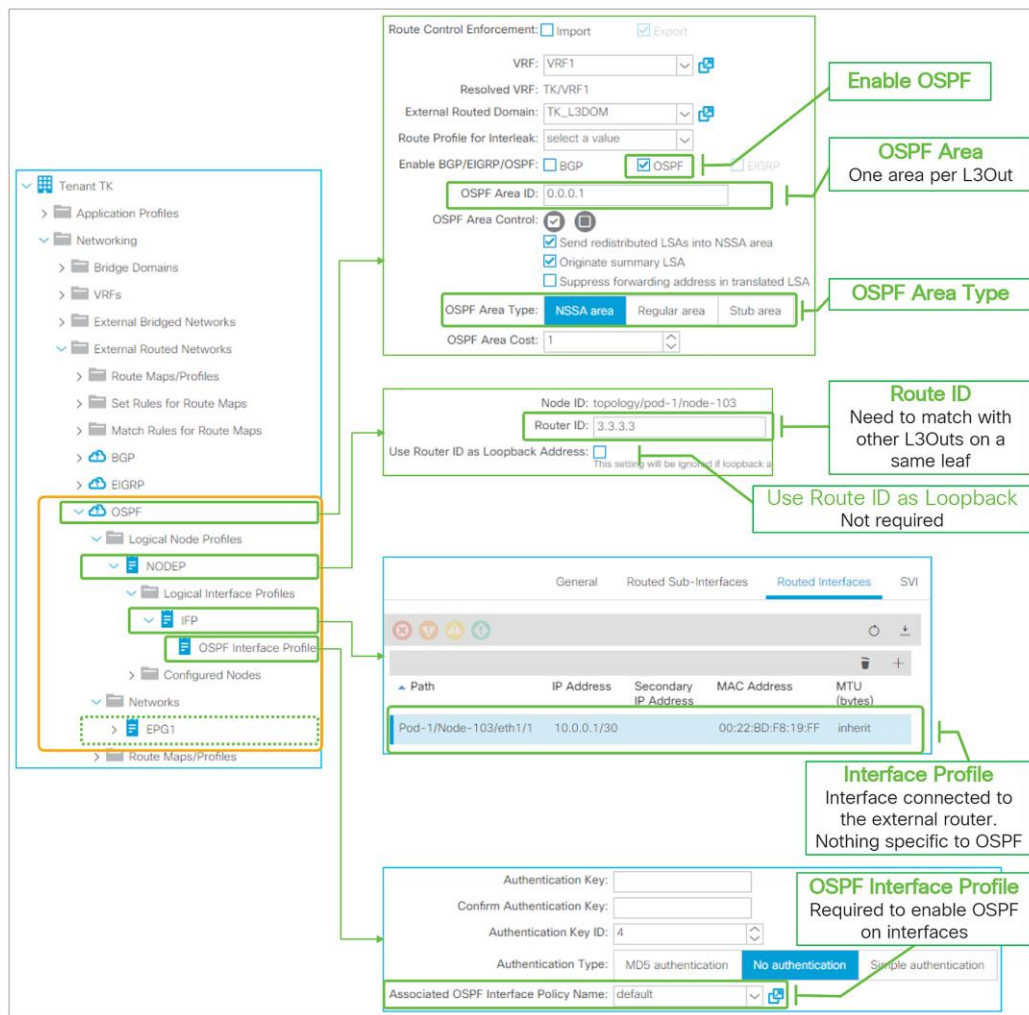 Route Control Enforcement: Import Export
VRF: VRF1
Resolved VRF: TK/VRF1
External Routed Domain: TK_L3DOM
Route Profile for Interleak: select a value
Enable BGP/EIGRP/OSPF: BGP OSPF EIGRP
OSPF Area ID: 0.0.0.1
OSPF Area Control:
Send redistributed LSAs into NSSA area
Originate summary LSA
Suppress forwarding address in translated LSA
OSPF Area Type: NSSA area Regular area Stub area
OSPF Area Cost: 1
Enable OSPF
OSPF Area
One area per L3Out
OSPF Area Type
Tenant TK
Application Profiles
Networking
Bridge Domains
VRFs
External Bridged Networks
External Routed Networks
Route Maps/Profiles
Set Rules for Route Maps
Match Rules for Route Maps
BGP
EIGRP
OSPF
Logical Node Profiles
NODEP
Logical Interface Profiles
IFP
OSPF Interface Profile
Configured Nodes
Networks
EPG1
Route Maps/Profiles
Node ID: topology/pod-1/node-103
Router ID: 3.3.3.3
Use Router ID as Loopback Address:
This setting will be ignored if loopback a
Route ID
Need to match with
other L3Outs on a
same leaf
Use Route ID as Loopback
Not required
General Routed Sub-Interfaces Routed Interfaces SVI
Path IP Address Secondary IP Address MAC Address MTU (bytes)
Pod-1/Node-103/eth1/1 10.0.0.1/30 00:22:BD:F8:19:FF inherit
Interface Profile
Interface connected to
the external router.
Nothing specific to OSPF
Authentication Key:
Confirm Authentication Key:
Authentication Key ID: 4
Authentication Type: MD5 authentication No authentication Simple authentication
Associated OSPF Interface Policy Name: default
OSPF Interface Profile
Required to enable OSPF
on interfaces